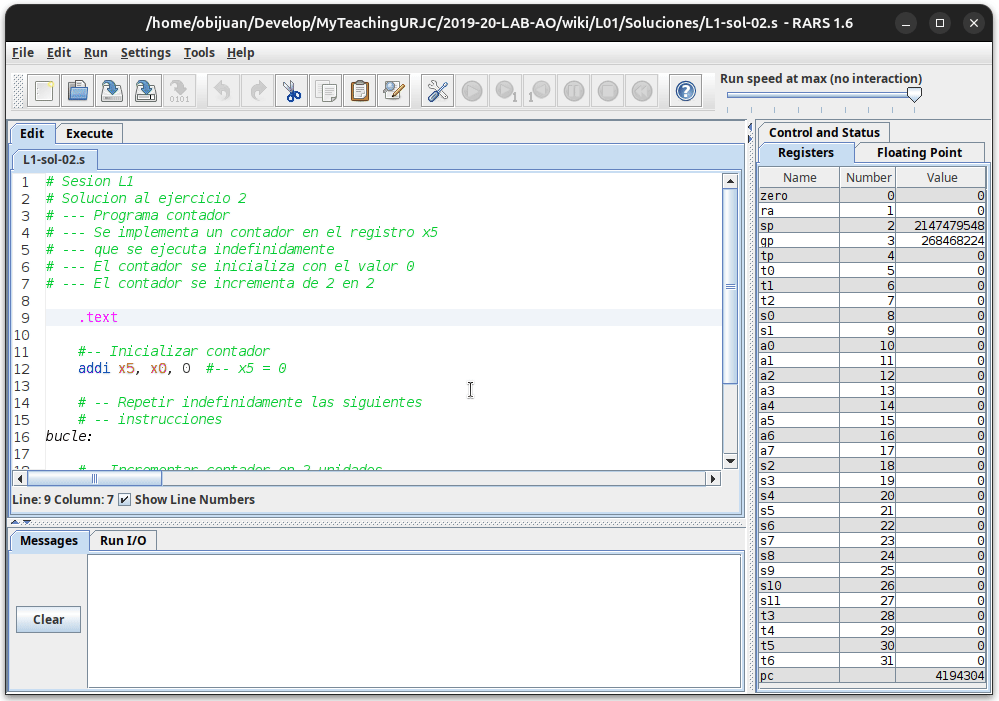 /home/obijuan/Develop/MyTeachingURJC/2019-20-LAB-AO/wiki/L01/Soluciones/L1-sol-02.s - RARS 1.6
File Edit Run Settings Tools Help
Run speed at max (no interaction)
Edit Execute
L1-sol-02.s
1 # Sesion L1
2 # Solucion al ejercicio 2
3 # --- Programa contador
4 # --- Se implementa un contador en el registro x5
5 # --- que se ejecuta indefinidamente
6 # --- El contador se inicializa con el valor 0
7 # --- El contador se incrementa de 2 en 2
8
9 .text
10
11 #-- Inicializar contador
12 addi x5, x0, 0 #-- x5 = 0
13
14 # -- Repetir indefinidamente las siguientes
15 # -- instrucciones
16 bucle:
17
18 # -- Incrementar contador en 2 unidades
Line: 9 Column: 7 Show Line Numbers
Messages Run I/O
Clear
Control and Status
Registers Floating Point
Name Number Value
zero 0 0
ra 1 0
sp 2 2147479548
gp 3 268468224
tp 4 0
t0 5 0
t1 6 0
t2 7 0
s0 8 0
s1 9 0
a0 10 0
a1 11 0
a2 12 0
a3 13 0
a4 14 0
a5 15 0
a6 16 0
a7 17 0
s2 18 0
s3 19 0
s4 20 0
s5 21 0
s6 22 0
s7 23 0
s8 24 0
s9 25 0
s10 26 0
s11 27 0
t3 28 0
t4 29 0
t5 30 0
t6 31 0
pc 4194304